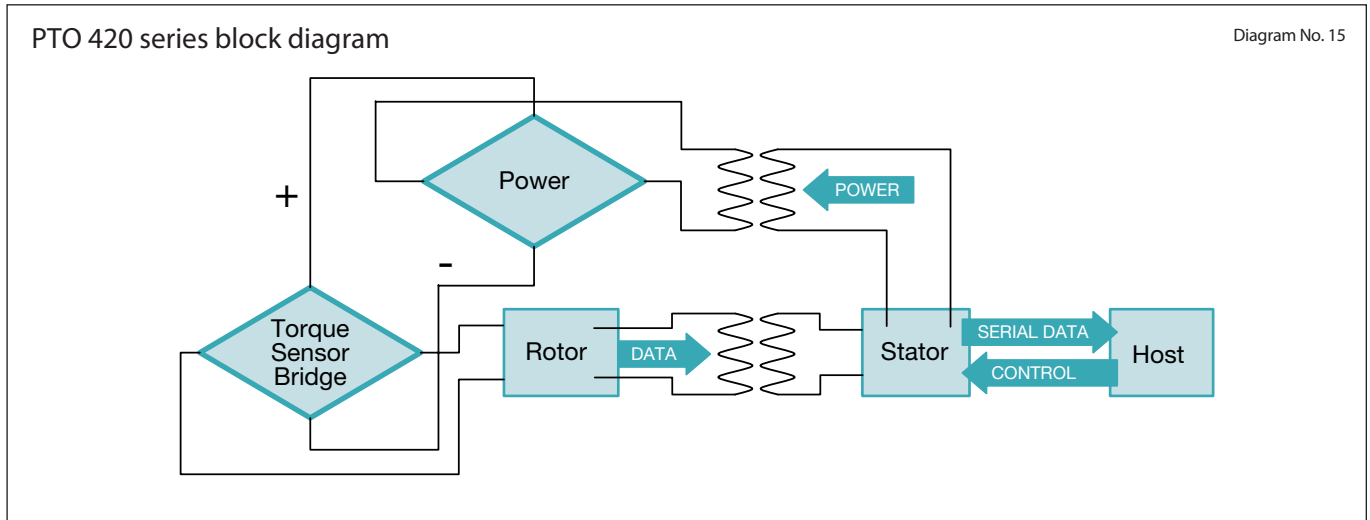 PTO 420 series block diagram
Diagram No. 15
Power
POWER
+
-
Torque
Sensor
Bridge
Rotor
DATA
Stator
SERIAL DATA
CONTROL
Host